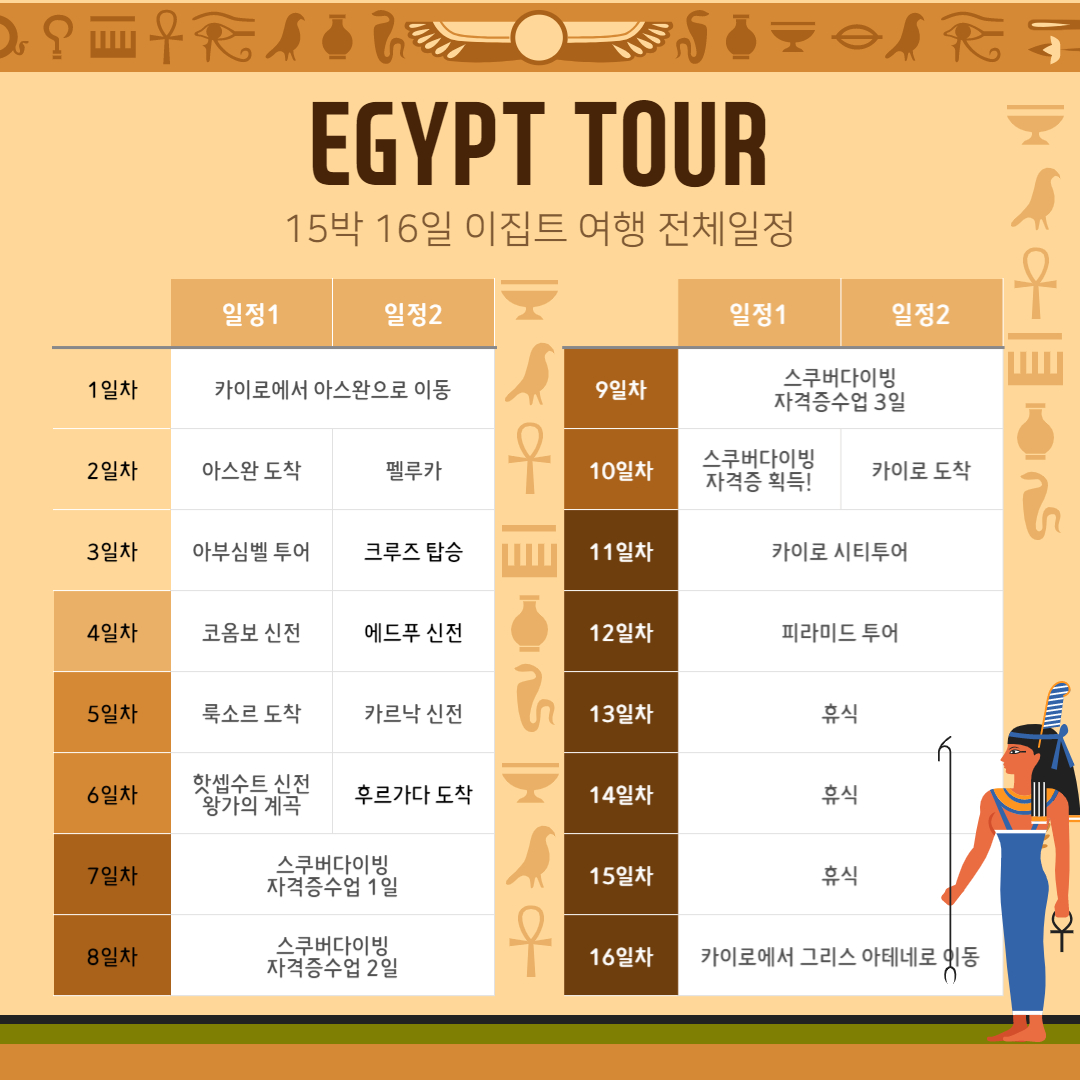 EGYPT TOUR
15박 16일 이집트 여행 전체일정
일정1 일정2
1일차 카이로에서 아스완으로 이동
2일차 아스완 도착 펠루카
3일차 아부심벨 투어 크루즈 탑승
4일차 코옴보 신전 에드푸 신전
5일차 룩소르 도착 카르낙 신전
6일차 핫셉수트 신전 후르가다 도착
왕가의 계곡
7일차 스쿠버다이빙
자격증수업 1일
8일차 스쿠버다이빙
자격증수업 2일
일정1 일정2
9일차 스쿠버다이빙
자격증수업 3일
10일차 스쿠버다이빙 카이로 도착
자격증 획득!
11일차 카이로 시티투어
12일차 피라미드 투어
13일차 휴식
14일차 휴식
15일차 휴식
16일차 카이로에서 그리스 아테네로 이동